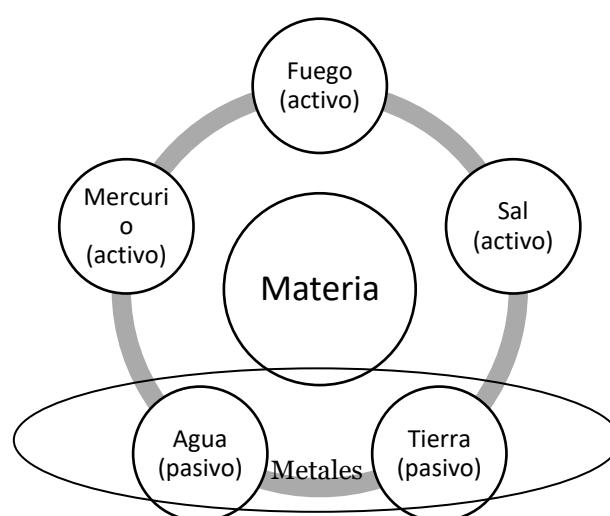 Fuego
(activo)
Mercuri
o
(activo)
Sal
(activo)
Materia
Agua
(pasivo)
Metales
Tierra
(pasivo)